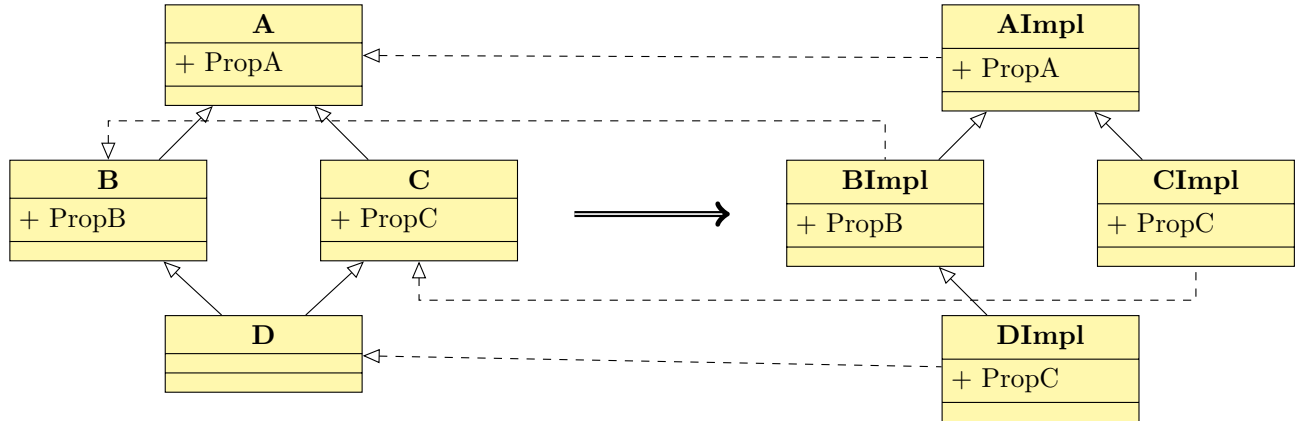 A
+ PropA
AImpl
+ PropA
B
+ PropB
C
+ PropC
BImpl
+ PropB
CImpl
+ PropC
D
DImpl
+ PropC